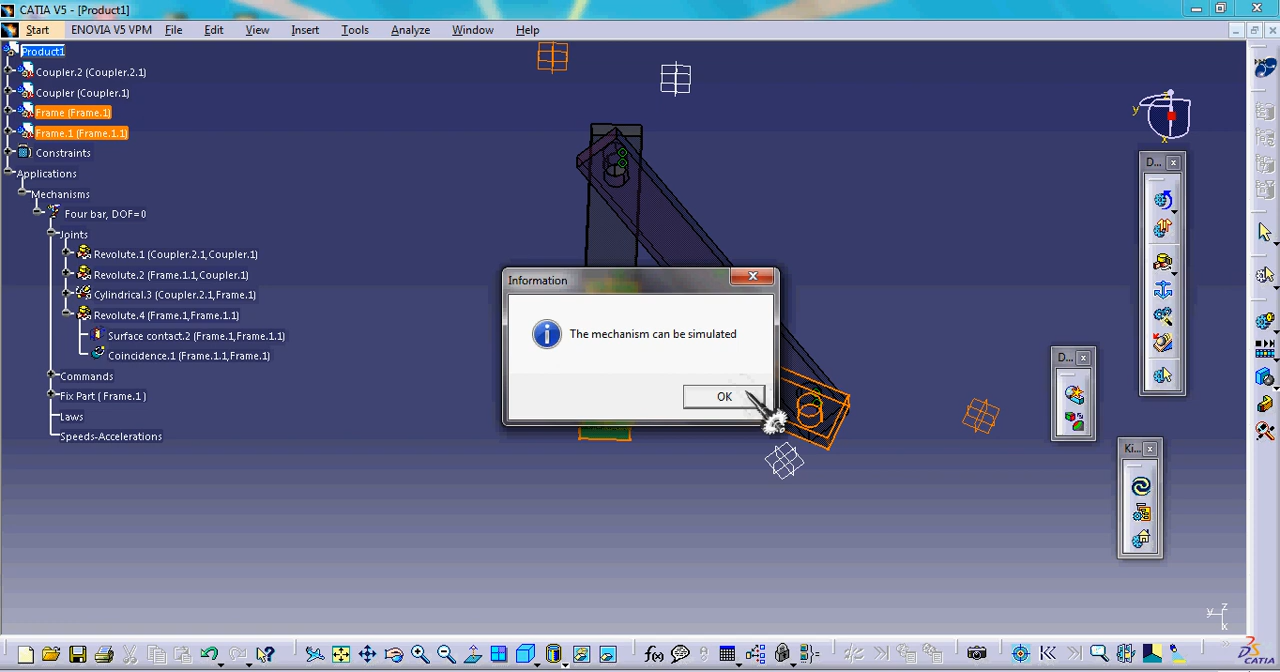 CATIA V5 - [Product1]
Start ENOVIA V5 VPM File Edit View Insert Tools Analyze Window Help
Product1
Coupler.2 (Coupler.2.1)
Coupler (Coupler.1)
Frame (Frame.1)
Frame.1 (Frame.1.1)
Constraints
Applications
Mechanisms
Four bar, DOF=0
Joints
Revolute.1 (Coupler.2.1,Coupler.1)
Revolute.2 (Frame.1.1,Coupler.1)
Cylindrical.3 (Coupler.2.1,Frame.1)
Revolute.4 (Frame.1,Frame.1.1)
Surface contact.2 (Frame.1,Frame.1.1)
Coincidence.1 (Frame.1.1,Frame.1)
Commands
Fix Part ( Frame.1 )
Laws
Speeds-Accelerations
Information
The mechanism can be simulated
OK
y
z
x
D...
D...
Ki...
y z
x
f(x)
CATIA